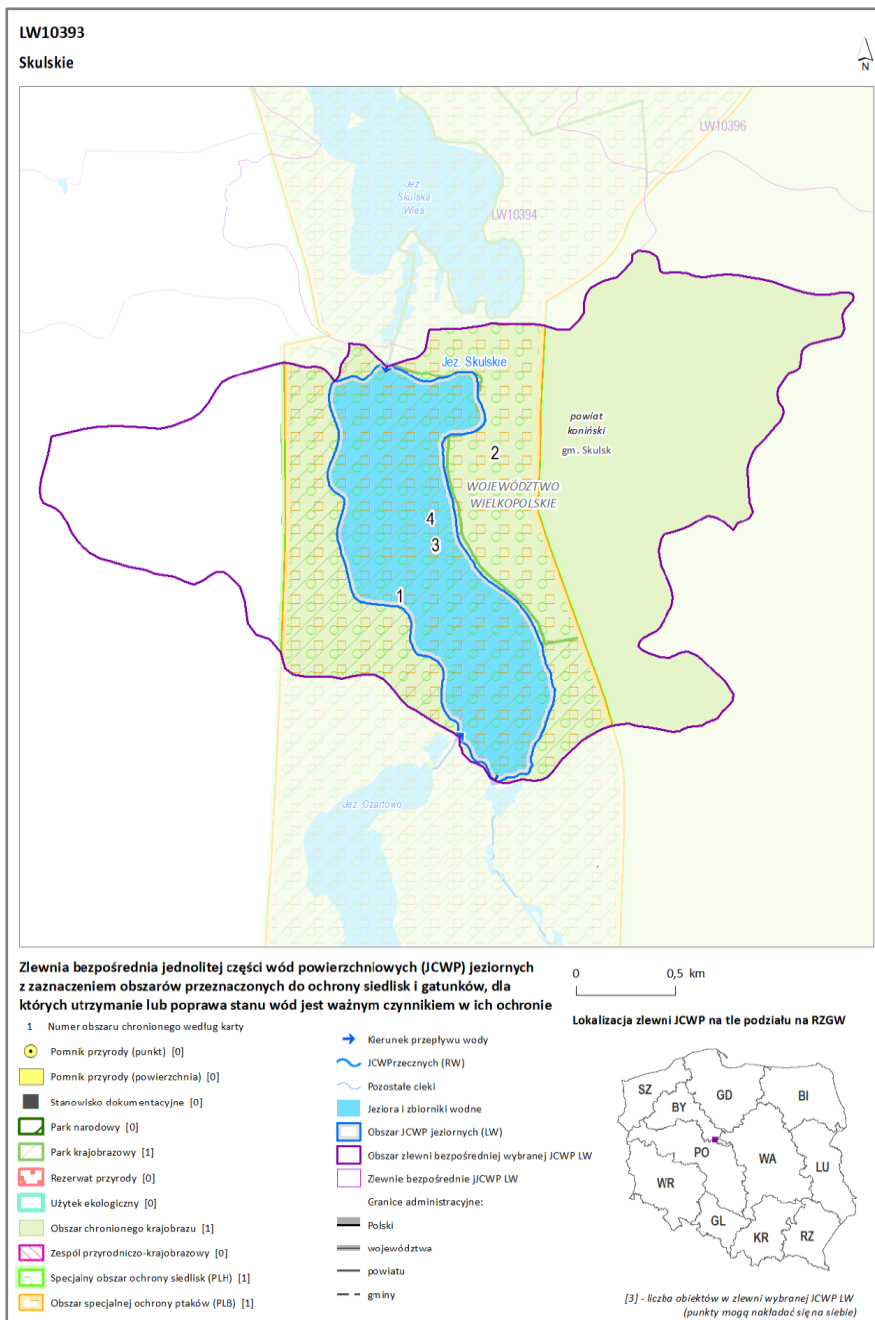 LW10393
Skulskie
N
LW10396
Jez.
Skulska
Wieś
LW10394
Jez. Skulskie
powiat
koniński
gm. Skulsk
2
WOJEWÓDZTWO
WIELKOPOLSKIE
4
3
1
Jez. Czartowo
Zlewnia bezpośrednia jednolitej części wód powierzchniowych (JCWP) jeziornych
z zaznaczeniem obszarów przeznaczonych do ochrony siedlisk i gatunków, dla
których utrzymanie lub poprawa stanu wód jest ważnym czynnikiem w ich ochronie
0 0,5 km
1 Numer obszaru chronionego według karty
Pomnik przyrody (punkt) [0]
Pomnik przyrody (powierzchnia) [0]
Stanowisko dokumentacyjne [0]
Park narodowy [0]
Park krajobrazowy [1]
Rezerwat przyrody [0]
Użytek ekologiczny [0]
Obszar chronionego krajobrazu [1]
Zespół przyrodniczo-krajobrazowy [0]
Specjalny obszar ochrony siedlisk (PLH) [1]
Obszar specjalnej ochrony ptaków (PLB) [1]
Kierunek przepływu wody
JCWPrzecznych (RW)
Pozostałe cieki
Jeziora i zbiorniki wodne
Obszar JCWP jeziornych (LW)
Obszar zlewni bezpośredniej wybranej JCWP LW
Zlewnie bezpośrednie jJCWP LW
Granice administracyjne:
Polski
województwa
powiatu
gminy
Lokalizacja zlewni JCWP na tle podziału na RZGW
SZ
GD
BI
BY
PO
WA
LU
WR
GL
KR
RZ
[3] - liczba obiektów w zlewni wybranej JCWP LW
(punkty mogą nakładać się na siebie)